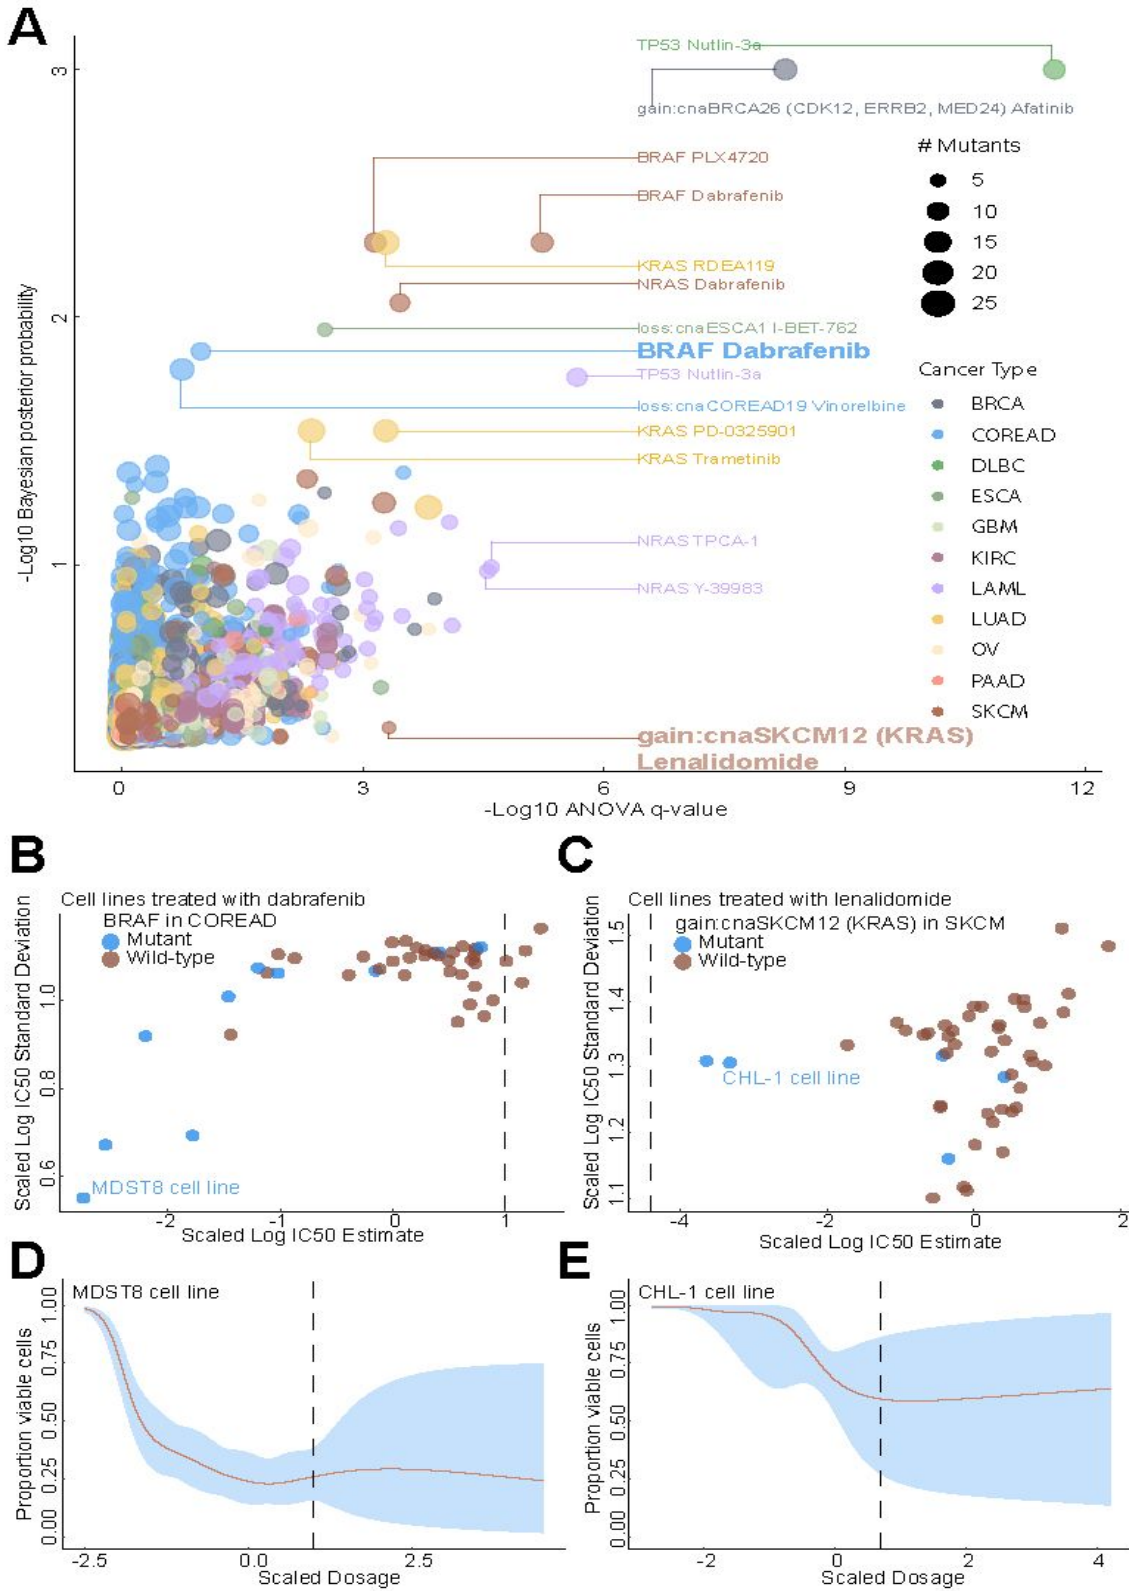 A
TP53 Nutlin-3a
gain:cnaBRCA26 (CDK12, ERRB2, MED24) Afatinib
BRAF PLX4720
BRAF Dabrafenib
KRAS RDEA119
NRAS Dabrafenib
loss:cnaESCA1 I-BET-762
BRAF Dabrafenib
TP53 Nutlin-3a
loss:cnaCOREAD19 Vinorelbine
KRAS PD-0325901
KRAS Trametinib
NRAS TPCA-1
NRAS Y-39983
gain:cnaSKCM12 (KRAS)
Lenalidomide
# Mutants
5
10
15
20
25
Cancer Type
BRCA
COREAD
DLBC
ESCA
GBM
KIRC
LAML
LUAD
OV
PAAD
SKCM
-Log10 Bayesian posterior probability
3
2
1
0 3 6 9 12
-Log10 ANOVA q-value
B
Cell lines treated with dabrafenib
BRAF in COREAD
Mutant
Wild-type
MDST8 cell line
Scaled Log IC50 Standard Deviation
1.0
0.8
0.6
-2 -1 0 1
Scaled Log IC50 Estimate
C
Cell lines treated with lenalidomide
gain:cnaSKCM12 (KRAS) in SKCM
Mutant
Wild-type
CHL-1 cell line
Scaled Log IC50 Standard Deviation
1.5
1.4
1.3
1.2
1.1
-4 -2 0 2
Scaled Log IC50 Estimate
D
MDST8 cell line
Proportion viable cells
1.00
0.75
0.50
0.25
0.00
-2.5 0.0 2.5
Scaled Dosage
E
CHL-1 cell line
Proportion viable cells
1.00
0.75
0.50
0.25
0.00
-2 0 2 4
Scaled Dosage